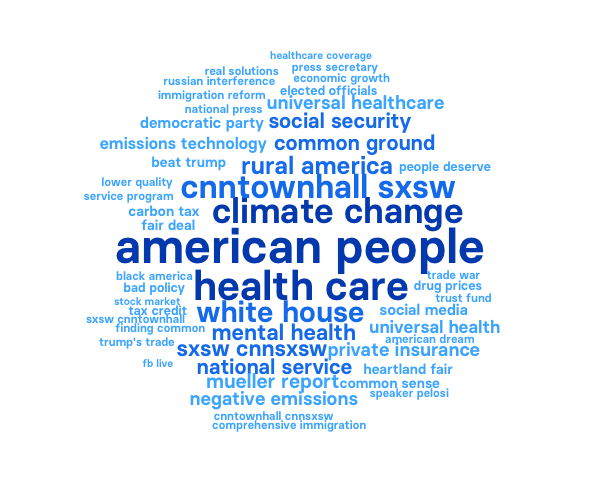 healthcare coverage
real solutions
press secretary
russian interference
economic growth
elected officials
immigration reform
universal healthcare
national press
democratic party
social security
emissions technology
common ground
beat trump
rural america
people deserve
lower quality
cnntownhall sxsw
service program
carbon tax
climate change
fair deal
american people
black america
health care
trade war
bad policy
drug prices
stock market
trust fund
tax credit
white house
social media
sxsw cnntownhall
finding common
mental health
universal health
trump's trade
american dream
sxsw cnnsxsw
private insurance
fb live
national service
heartland fair
mueller report
common sense
negative emissions
speaker pelosi
cnntownhall cnnsxsw
comprehensive immigration